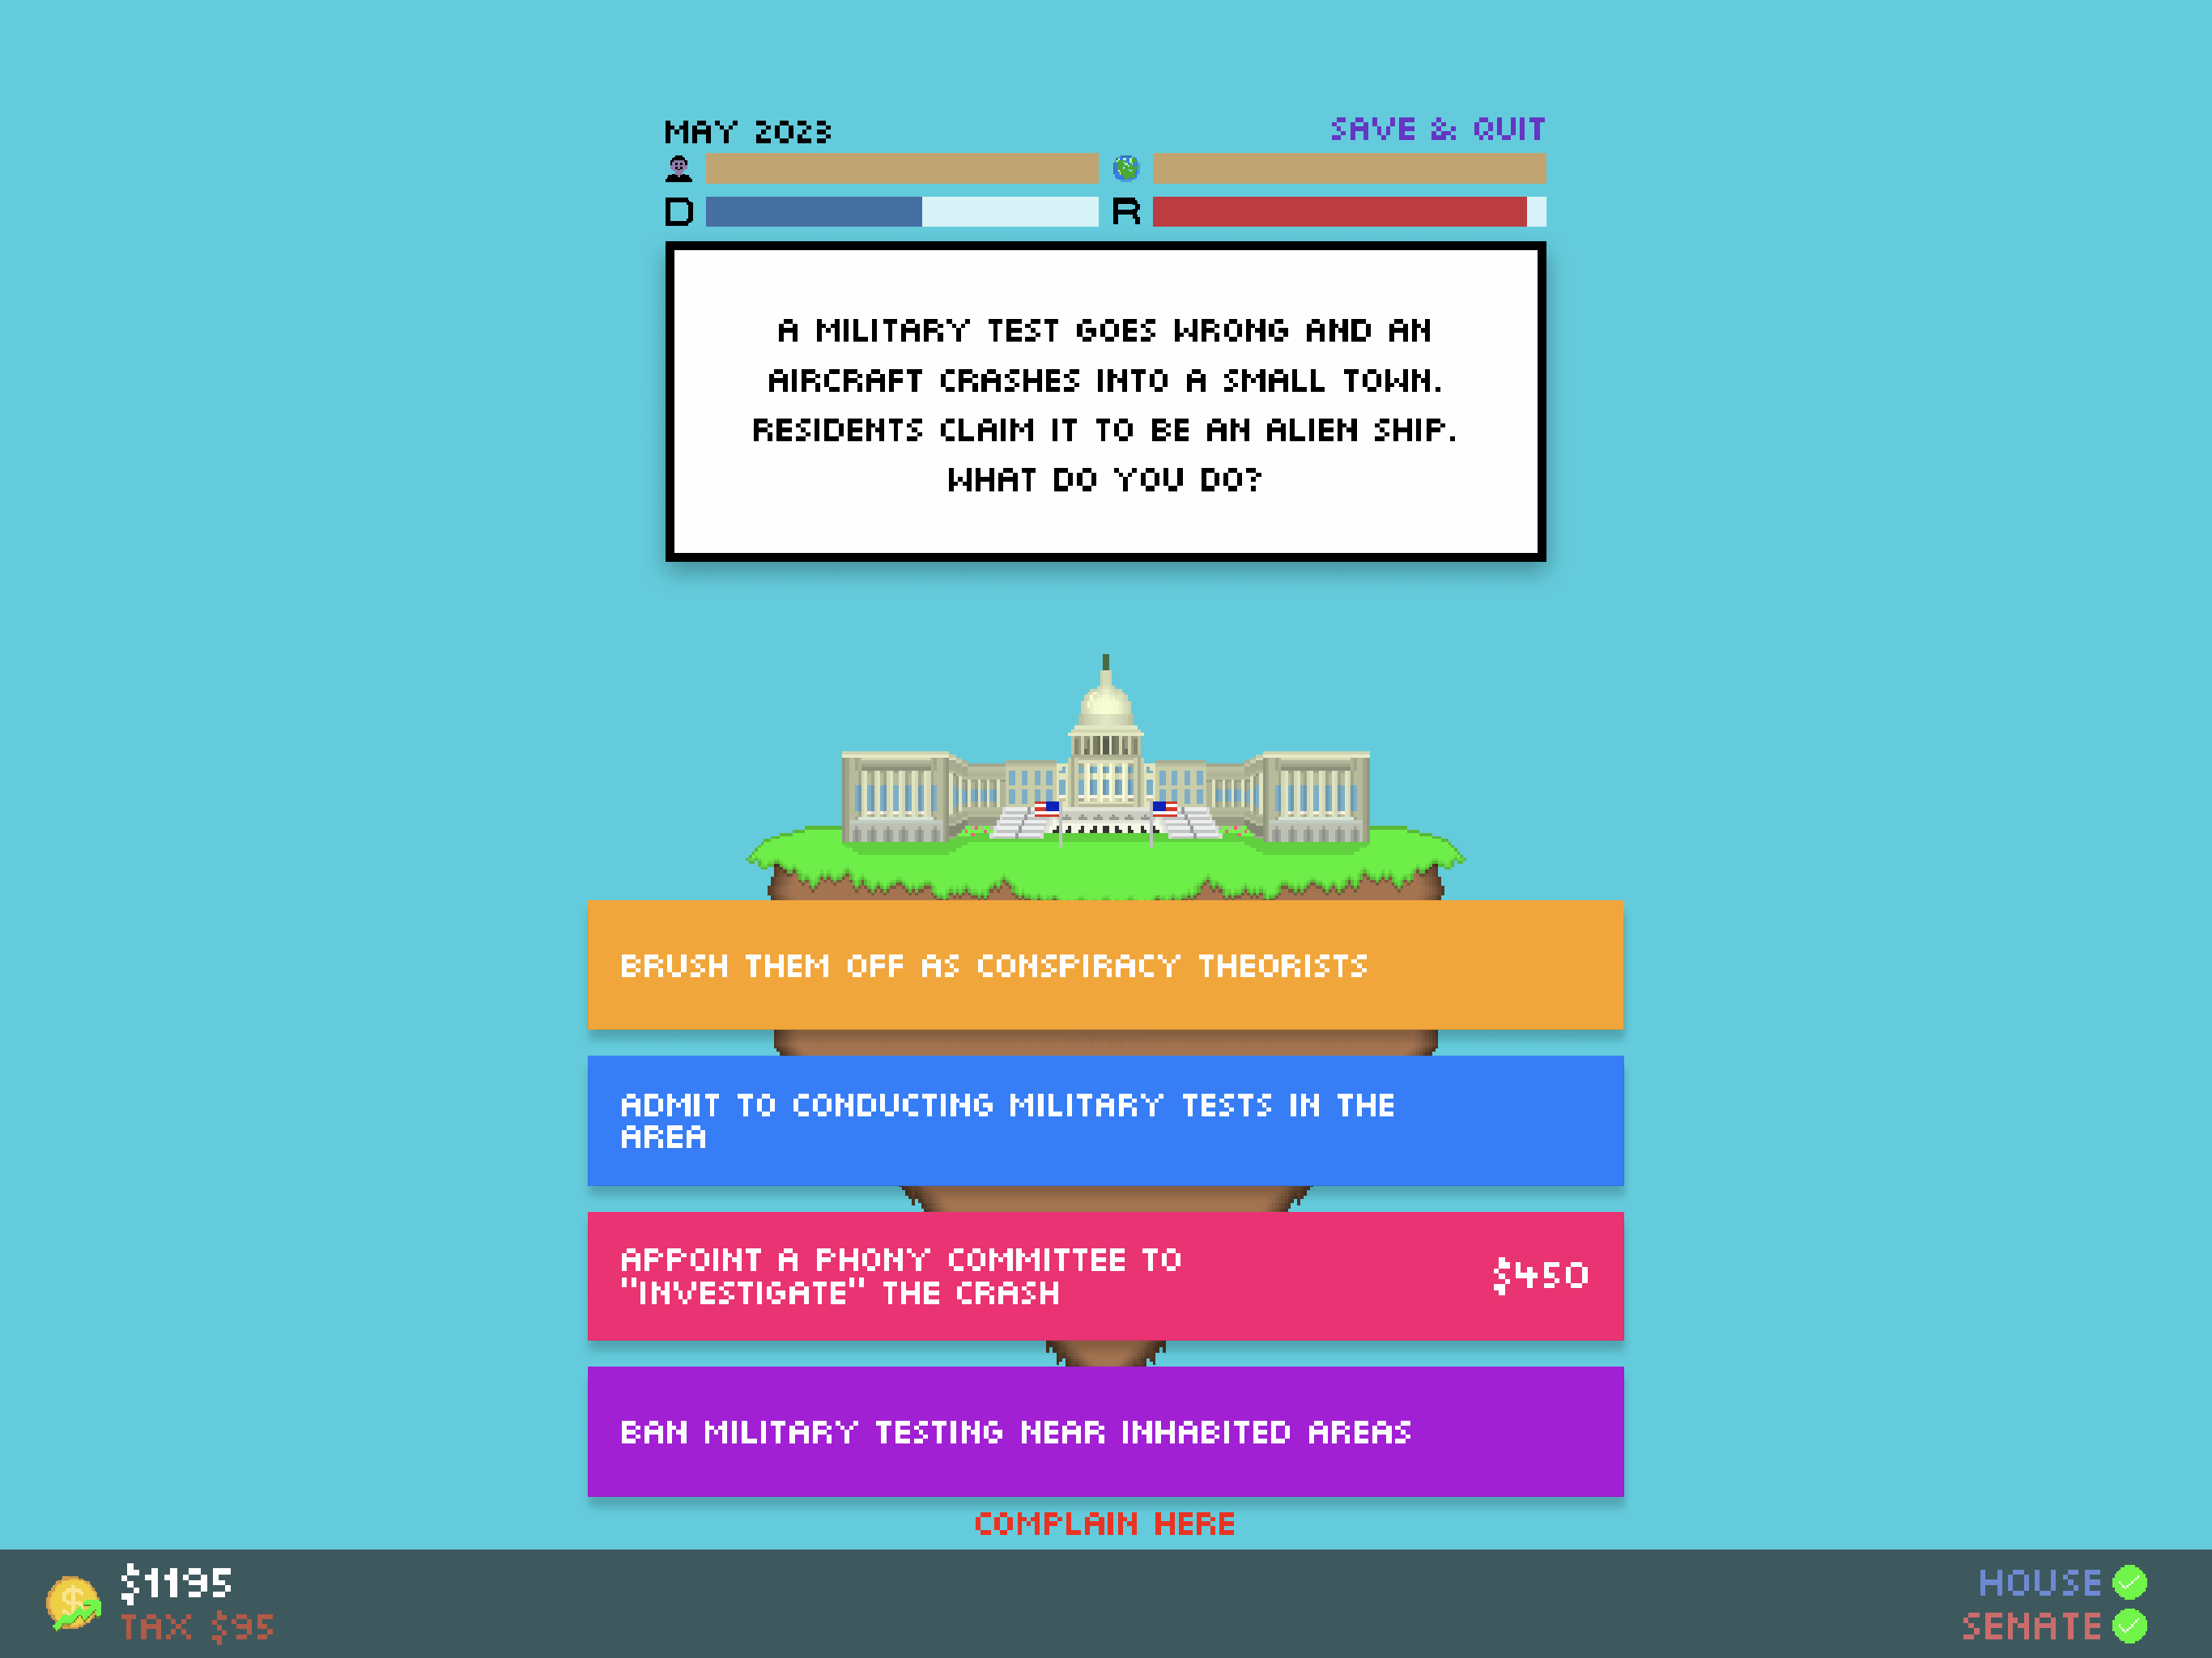 MAY 2023
SAVE & QUIT
D
R
A MILITARY TEST GOES WRONG AND AN
AIRCRAFT CRASHES INTO A SMALL TOWN.
RESIDENTS CLAIM IT TO BE AN ALIEN SHIP.
WHAT DO YOU DO?
BRUSH THEM OFF AS CONSPIRACY THEORISTS
ADMIT TO CONDUCTING MILITARY TESTS IN THE
AREA
APPOINT A PHONY COMMITTEE TO
"INVESTIGATE" THE CRASH
$450
BAN MILITARY TESTING NEAR INHABITED AREAS
COMPLAIN HERE
$1195
TAX $95
HOUSE
SENATE